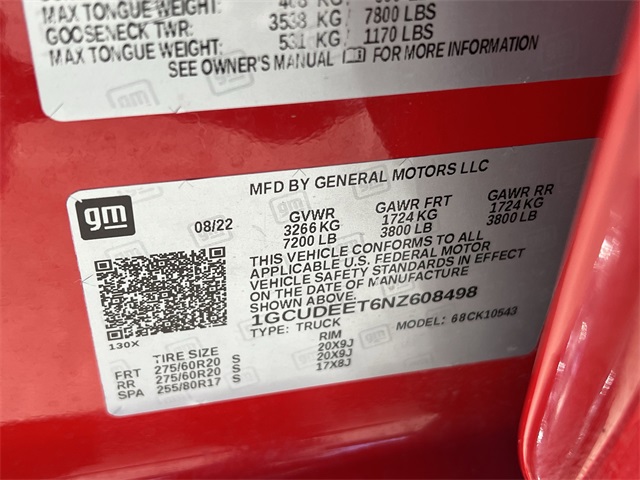 MAX TONGUE WEIGHT: KG
GOOSENECK TWR: 3538 KG/ 7800 LBS
MAX TONGUE WEIGHT: 531 KG/ 1170 LBS
SEE OWNER'S MANUAL FOR MORE INFORMATION
gm
MFD BY GENERAL MOTORS LLC
08/22 GVWR GAWR FRT GAWR RR
3266 KG 1724 KG 1724 KG
7200 LB 3800 LB 3800 LB
THIS VEHICLE CONFORMS TO ALL
APPLICABLE U.S. FEDERAL MOTOR
VEHICLE SAFETY STANDARDS IN EFFECT
ON THE DATE OF MANUFACTURE
SHOWN ABOVE.
1GCUDEET6NZ608498
TYPE: TRUCK MODEL: 68CK10543
130X
TIRE SIZE RIM
FRT 275/60R20 S 20X9J
RR 275/60R20 S 20X9J
SPA 255/80R17 S 17X8J